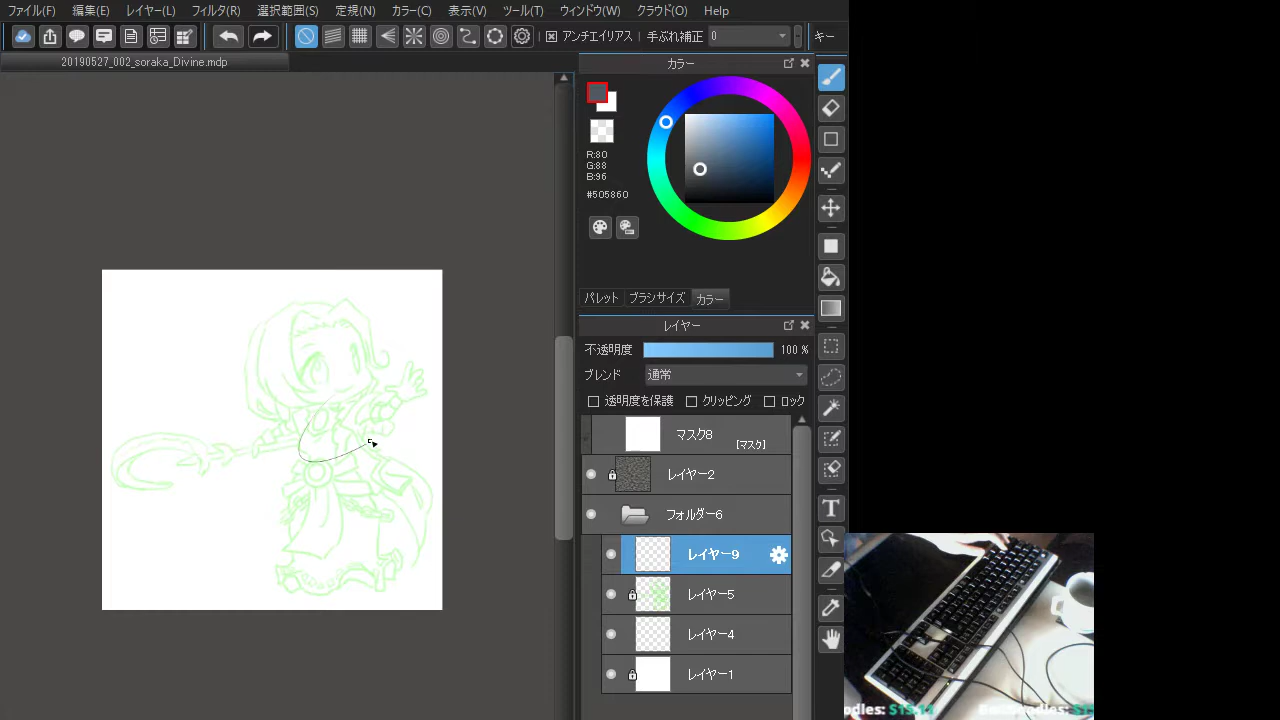 ファイル(F) 編集(E) レイヤー(L) フィルタ(R) 選択範囲(S) 定規(N) カラー(C) 表示(V) ツール(T) ウィンドウ(W) クラウド(O) Help
アンチエイリアス 手ぶれ補正 0 キー
20190527_002_soraka_Divine.mdp
カラー
R:80
G:88
B:96
#505860
パレット ブラシサイズ カラー
レイヤー
不透明度 100 %
ブレンド 通常
透明度を保護 クリッピング ロック
マスク8
[マスク]
レイヤー2
フォルダー6
レイヤー9
レイヤー5
レイヤー4
レイヤー1
T
odles: $15.11